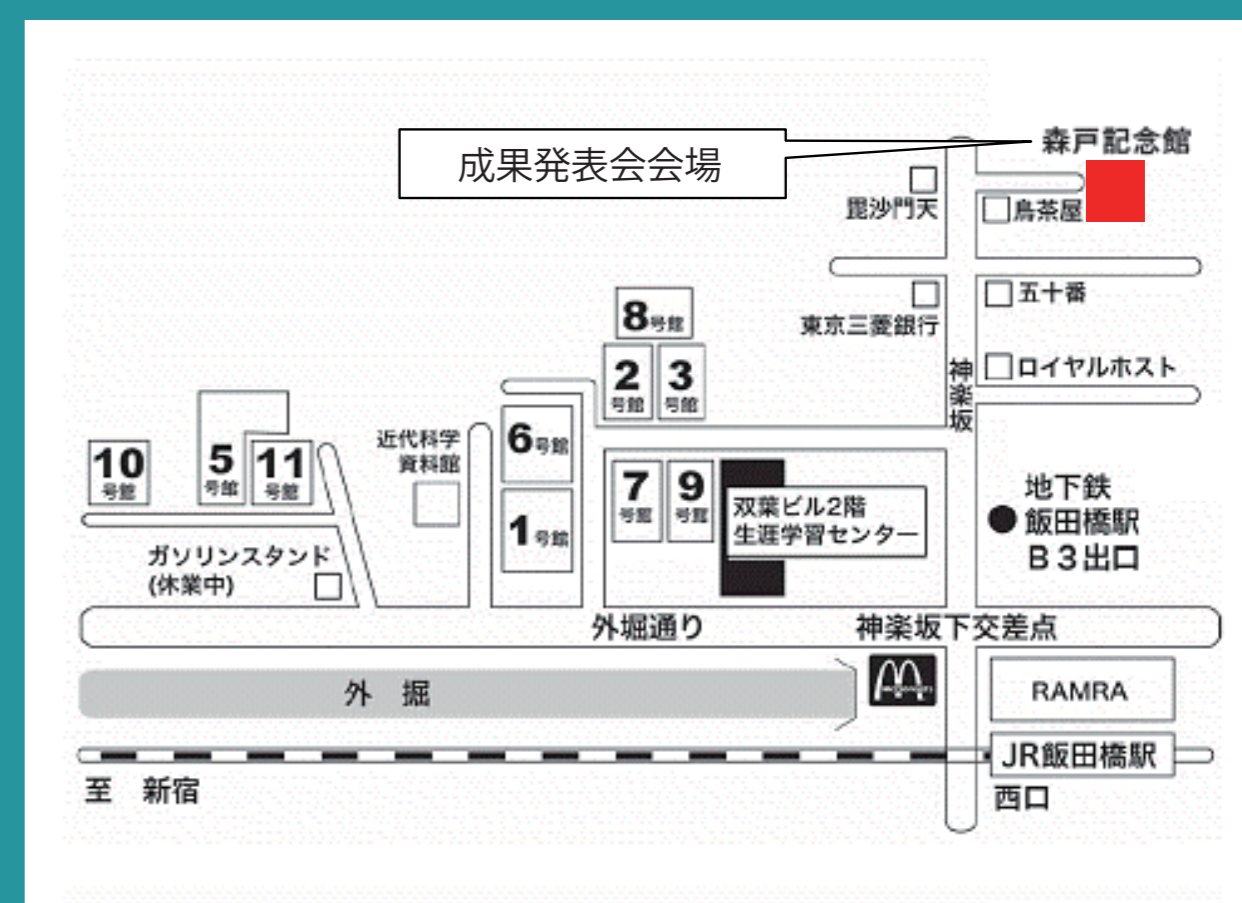 森戸記念館
成果発表会会場
毘沙門天
鳥茶屋
五十番
東京三菱銀行
8号館
2号館
3号館
神楽坂
ロイヤルホスト
近代科学
資料館
6号館
10号館
5号館
11号館
7号館
9号館
双葉ビル2階
生涯学習センター
地下鉄
飯田橋駅
B3出口
1号館
ガソリンスタンド
(休業中)
外堀通り
神楽坂下交差点
外 掘
McDonald's
RAMRA
JR飯田橋駅
至 新宿
西口